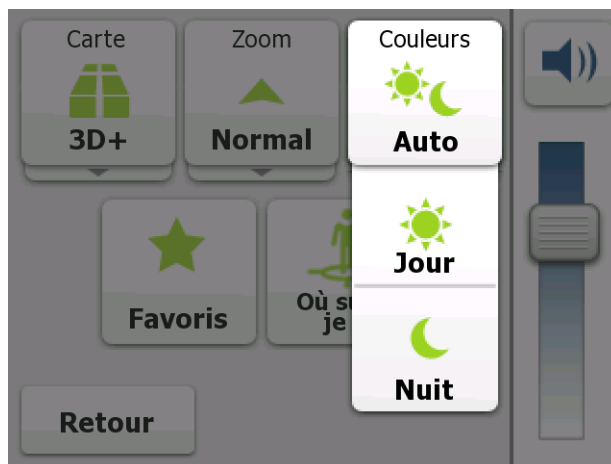 Carte
3D+
Zoom
Normal
Couleurs
Auto
Jour
Nuit
Favoris
Où
je
Retour